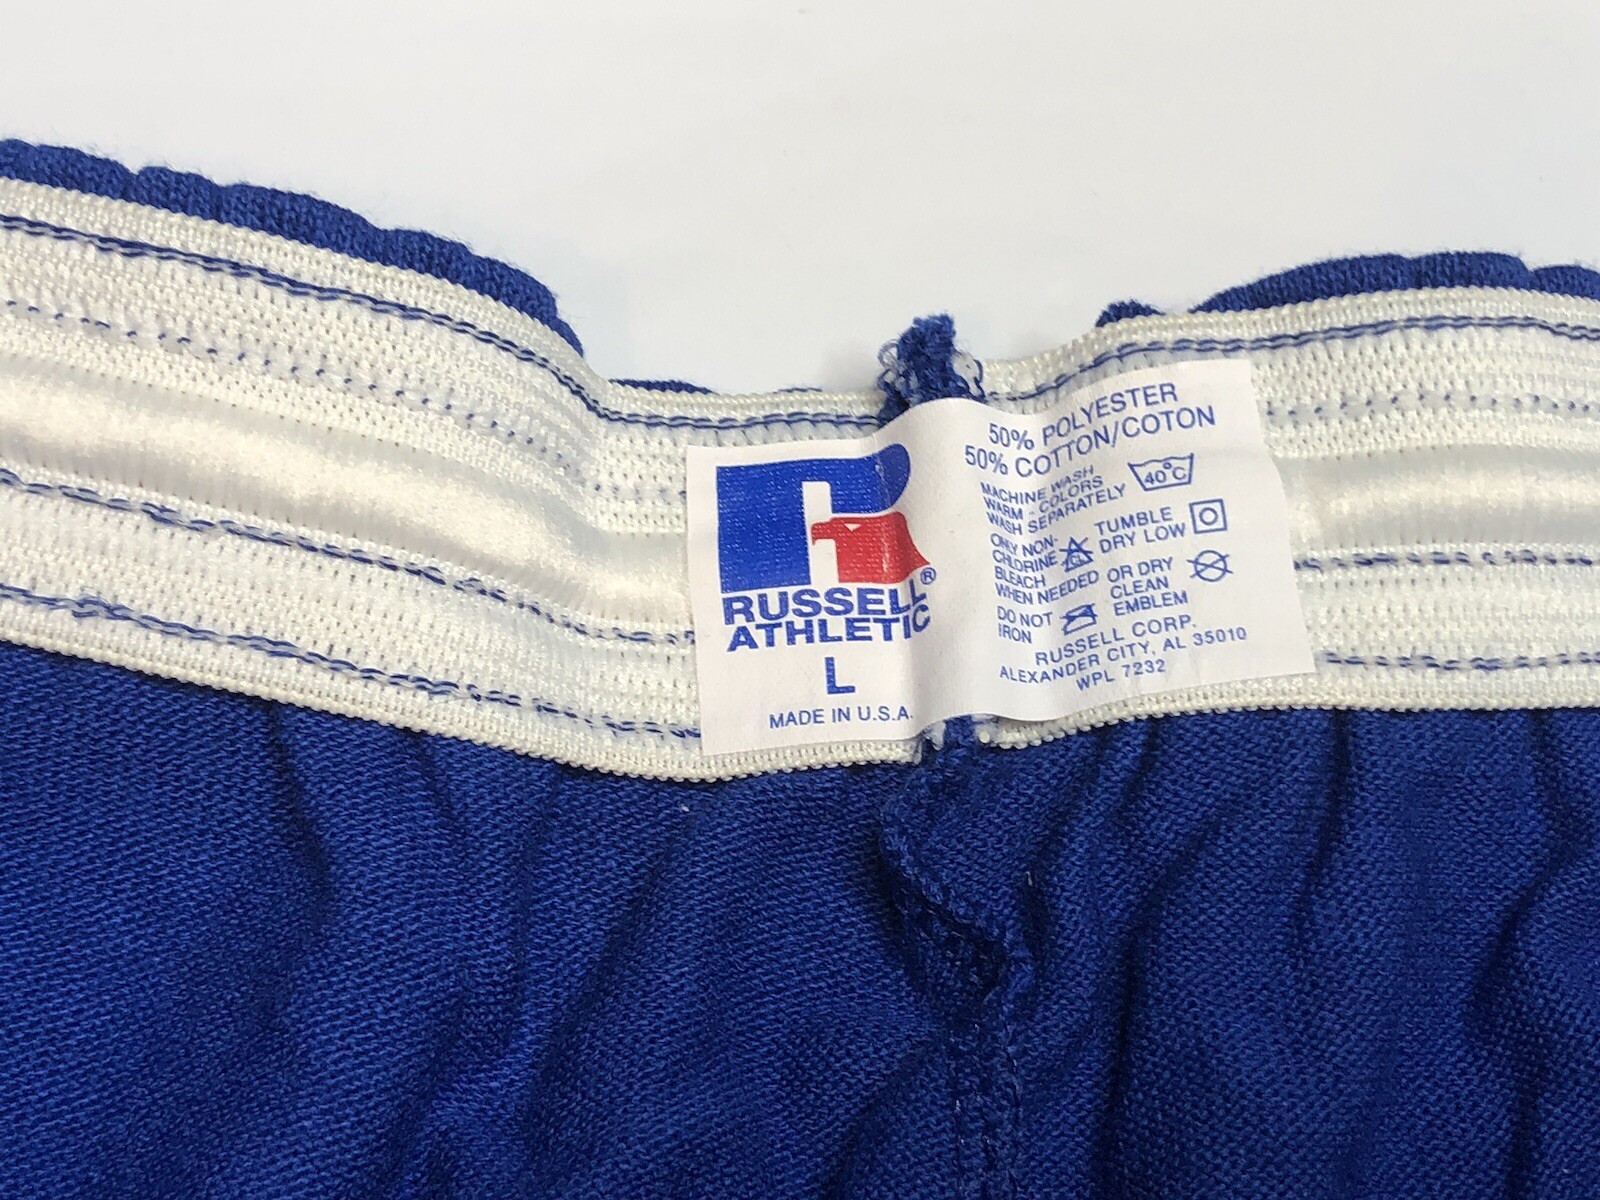 RUSSELL®
ATHLETIC
L
MADE IN U.S.A.
50% POLYESTER
50% COTTON/COTON
MACHINE WASH
WARM - COLORS
WASH SEPARATELY
40°C
ONLY NON-
CHLORINE
BLEACH
WHEN NEEDED
TUMBLE
DRY LOW
DO NOT
IRON
OR DRY
CLEAN
EMBLEM
RUSSELL CORP.
ALEXANDER CITY, AL 35010
WPL 7232